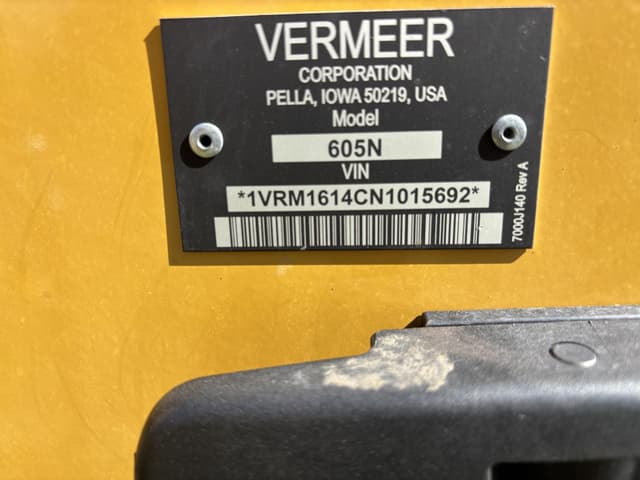 VERMEER
CORPORATION
PELLA, IOWA 50219, USA
Model
605N
VIN
*1VRM1614CN1015692*
7000J140 Rev A